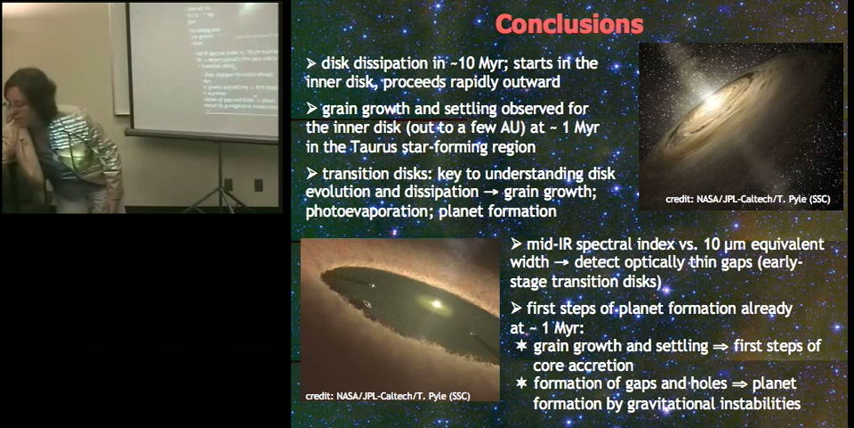 Conclusions
➢ disk dissipation in ~10 Myr; starts in the
inner disk, proceeds rapidly outward
➢ grain growth and settling observed for
the inner disk (out to a few AU) at ~ 1 Myr
in the Taurus star-forming region
➢ transition disks: key to understanding disk
evolution and dissipation → grain growth;
photoevaporation; planet formation
credit: NASA/JPL-Caltech/T. Pyle (SSC)
➢ mid-IR spectral index vs. 10 μm equivalent
width → detect optically thin gaps (early-
stage transition disks)
➢ first steps of planet formation already
at ~ 1 Myr:
✶ grain growth and settling ⇒ first steps of
core accretion
✶ formation of gaps and holes ⇒ planet
formation by gravitational instabilities
credit: NASA/JPL-Caltech/T. Pyle (SSC)